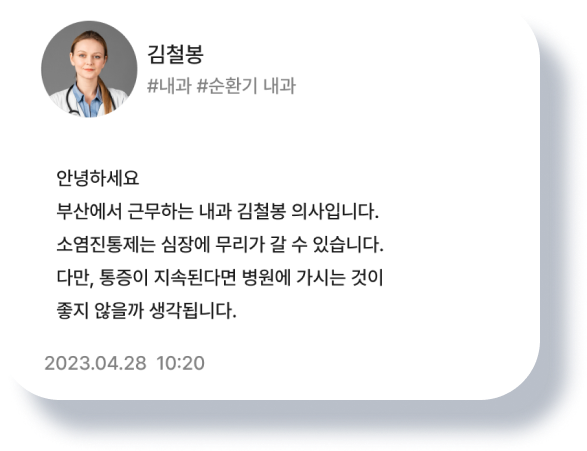 김철봉
#내과 #순환기 내과
안녕하세요
부산에서 근무하는 내과 김철봉 의사입니다.
소염진통제는 심장에 무리가 갈 수 있습니다.
다만, 통증이 지속된다면 병원에 가시는 것이
좋지 않을까 생각됩니다.
2023.04.28 10:20